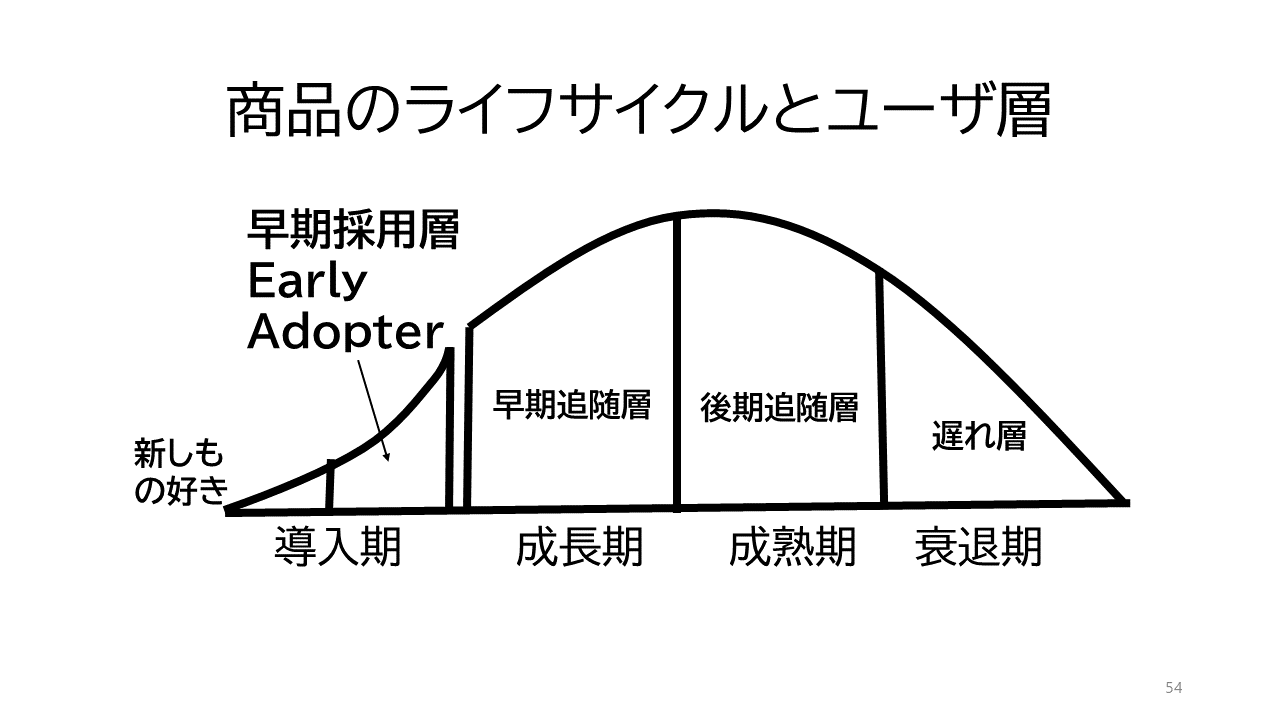 商品のライフサイクルとユーザ層
早期採用層
Early
Adopter
新しも
の好き
早期追随層
後期追随層
遅れ層
導入期
成長期
成熟期
衰退期
54